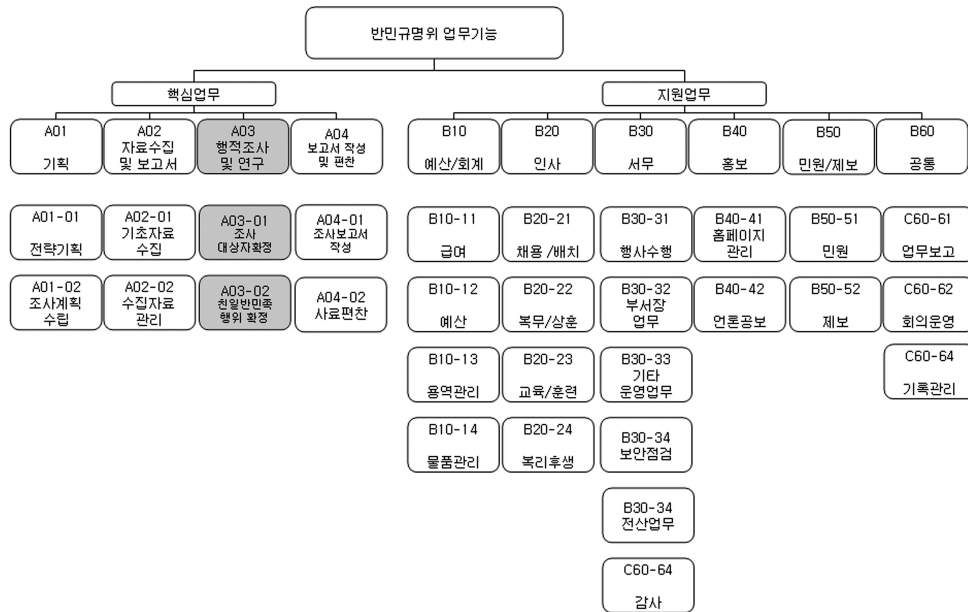 반민규명위 업무기능
핵심업무
지원업무
A01
기획
A02
자료수집
및 보고서
A03
행적조사
및 연구
A04
보고서 작성
및 편찬
B10
예산/회계
B20
인사
B30
서무
B40
홍보
B50
민원/제보
B60
공통
A01-01
전략기획
A02-01
기초자료
수집
A03-01
조사
대상자확정
A04-01
조사보고서
작성
B10-11
급여
B20-21
채용/배치
B30-31
행사수행
B40-41
홈페이지
관리
B50-51
민원
C60-61
업무보고
A01-02
조사계획
수립
A02-02
수집자료
관리
A03-02
친일반민족
행위 확정
A04-02
사료편찬
B10-12
예산
B20-22
복무/상훈
B30-32
부서장
업무
B40-42
언론공보
B50-52
제보
C60-62
회의운영
B10-13
용역관리
B20-23
교육/훈련
B30-33
기타
운영업무
C60-64
기록관리
B10-14
물품관리
B20-24
복리후생
B30-34
보안점검
B30-34
전산업무
C60-64
감사